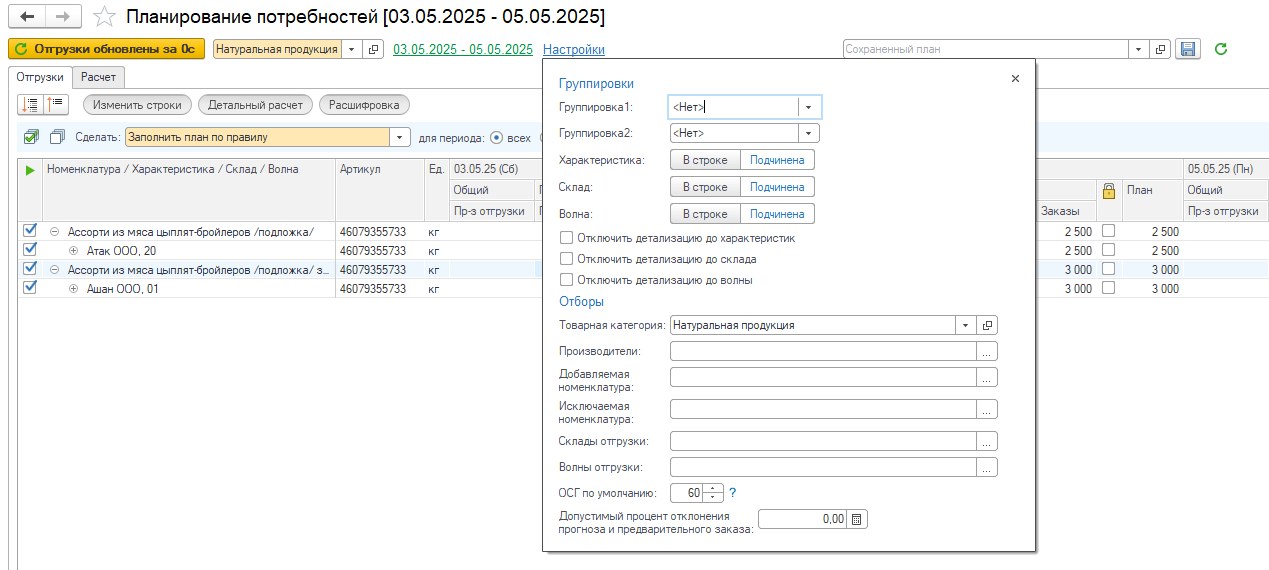 Планирование потребностей [03.05.2025 - 05.05.2025]
Отгрузки обновлены за 0с
Натуральная продукция
03.05.2025 - 05.05.2025
Настройки
Сохраненный план
Отгрузки
Расчет
Изменить строки
Детальный расчет
Расшифровка
Сделать:
Заполнить план по правилу
для периода:
всех
Номенклатура / Характеристика / Склад / Волна
Артикул
Ед.
03.05.25 (Сб)
05.05.25 (Пн)
Общий
План
Общий
Пр-з отгрузки
Заказы
Пр-з отгрузки
Ассорти из мяса цыплят-бройлеров /подложка/
46079355733
кг
2 500
2 500
Атак ООО, 20
46079355733
кг
2 500
2 500
Ассорти из мяса цыплят-бройлеров /подложка/ з...
46079355733
кг
3 000
3 000
Ашан ООО, 01
46079355733
кг
3 000
3 000
Группировки
Группировка1:
<Нет>
Группировка2:
<Нет>
Характеристика:
В строке
Подчинена
Склад:
В строке
Подчинена
Волна:
В строке
Подчинена
Отключить детализацию до характеристик
Отключить детализацию до склада
Отключить детализацию до волны
Отборы
Товарная категория:
Натуральная продукция
Производители:
...
Добавляемая
номенклатура:
...
Исключаемая
номенклатура:
...
Склады отгрузки:
...
Волны отгрузки:
...
ОСГ по умолчанию:
60
?
Допустимый процент отклонения
прогноза и предварительного заказа:
0,00